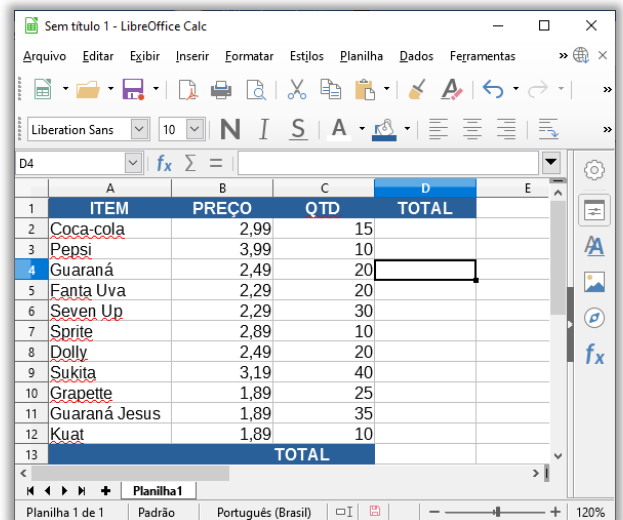 Sem título 1 - LibreOffice Calc
Arquivo Editar Exibir Inserir Formatar Estilos Planilha Dados Ferramentas »
Liberation Sans 10 N I S A »
D4 fx Σ =
A B C D E
1 ITEM PREÇO QTD TOTAL
2 Coca-cola 2,99 15
3 Pepsi 3,99 10
4 Guaraná 2,49 20
5 Fanta Uva 2,29 20
6 Seven Up 2,29 30
7 Sprite 2,89 10
8 Dolly 2,49 20
9 Sukita 3,19 40
10 Grapette 1,89 25
11 Guaraná Jesus 1,89 35
12 Kuat 1,89 10
13 TOTAL
Planilha1
Planilha 1 de 1 Padrão Português (Brasil) 120%